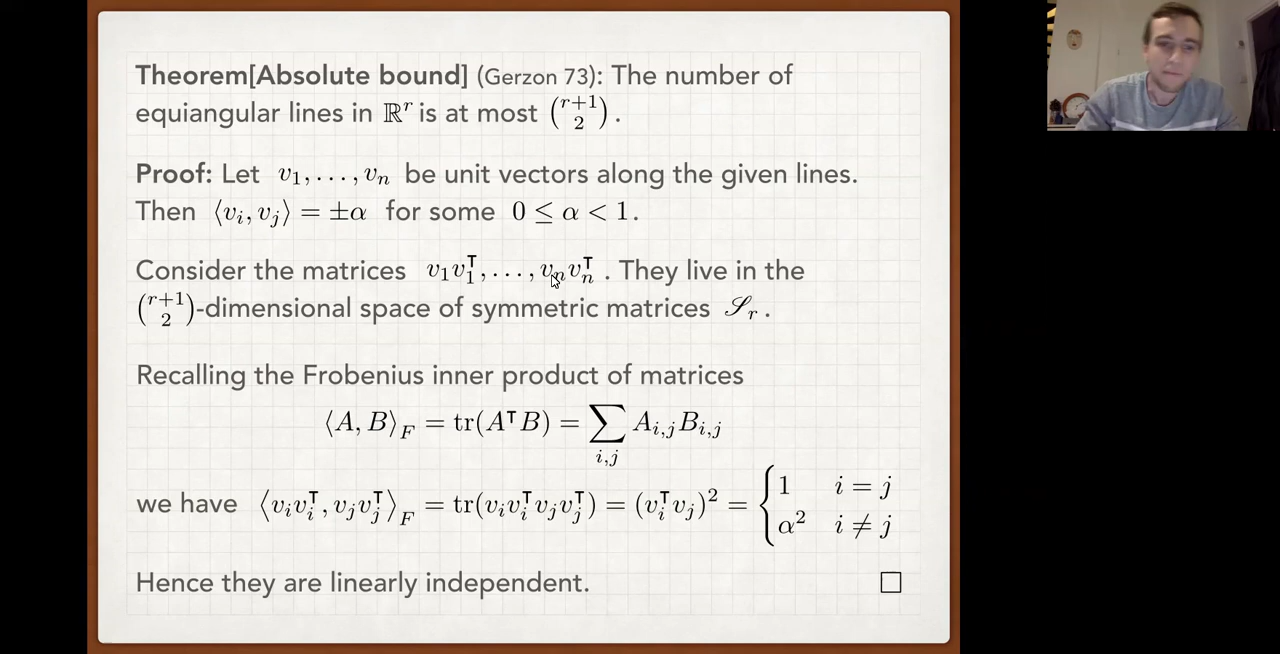 Theorem[Absolute bound] (Gerzon 73): The number of
equiangular lines in ℝ^r is at most \binom{r+1}{2}.
Proof: Let v_1, …, v_n be unit vectors along the given lines.
Then ⟨v_i, v_j⟩ = ±α for some 0 ≤ α < 1.
Consider the matrices v_1v_1^⊤, …, v_nv_n^⊤. They live in the
\binom{r+1}{2}-dimensional space of symmetric matrices 𝒮_r.
Recalling the Frobenius inner product of matrices
⟨A, B⟩_F = tr(A^⊤B) = ∑_{i,j} A_{i,j}B_{i,j}
we have ⟨v_iv_i^⊤, v_jv_j^⊤⟩_F = tr(v_iv_i^⊤v_jv_j^⊤) = (v_i^⊤v_j)^2 = { 1 i = j
α^2 i ≠ j
Hence they are linearly independent. □